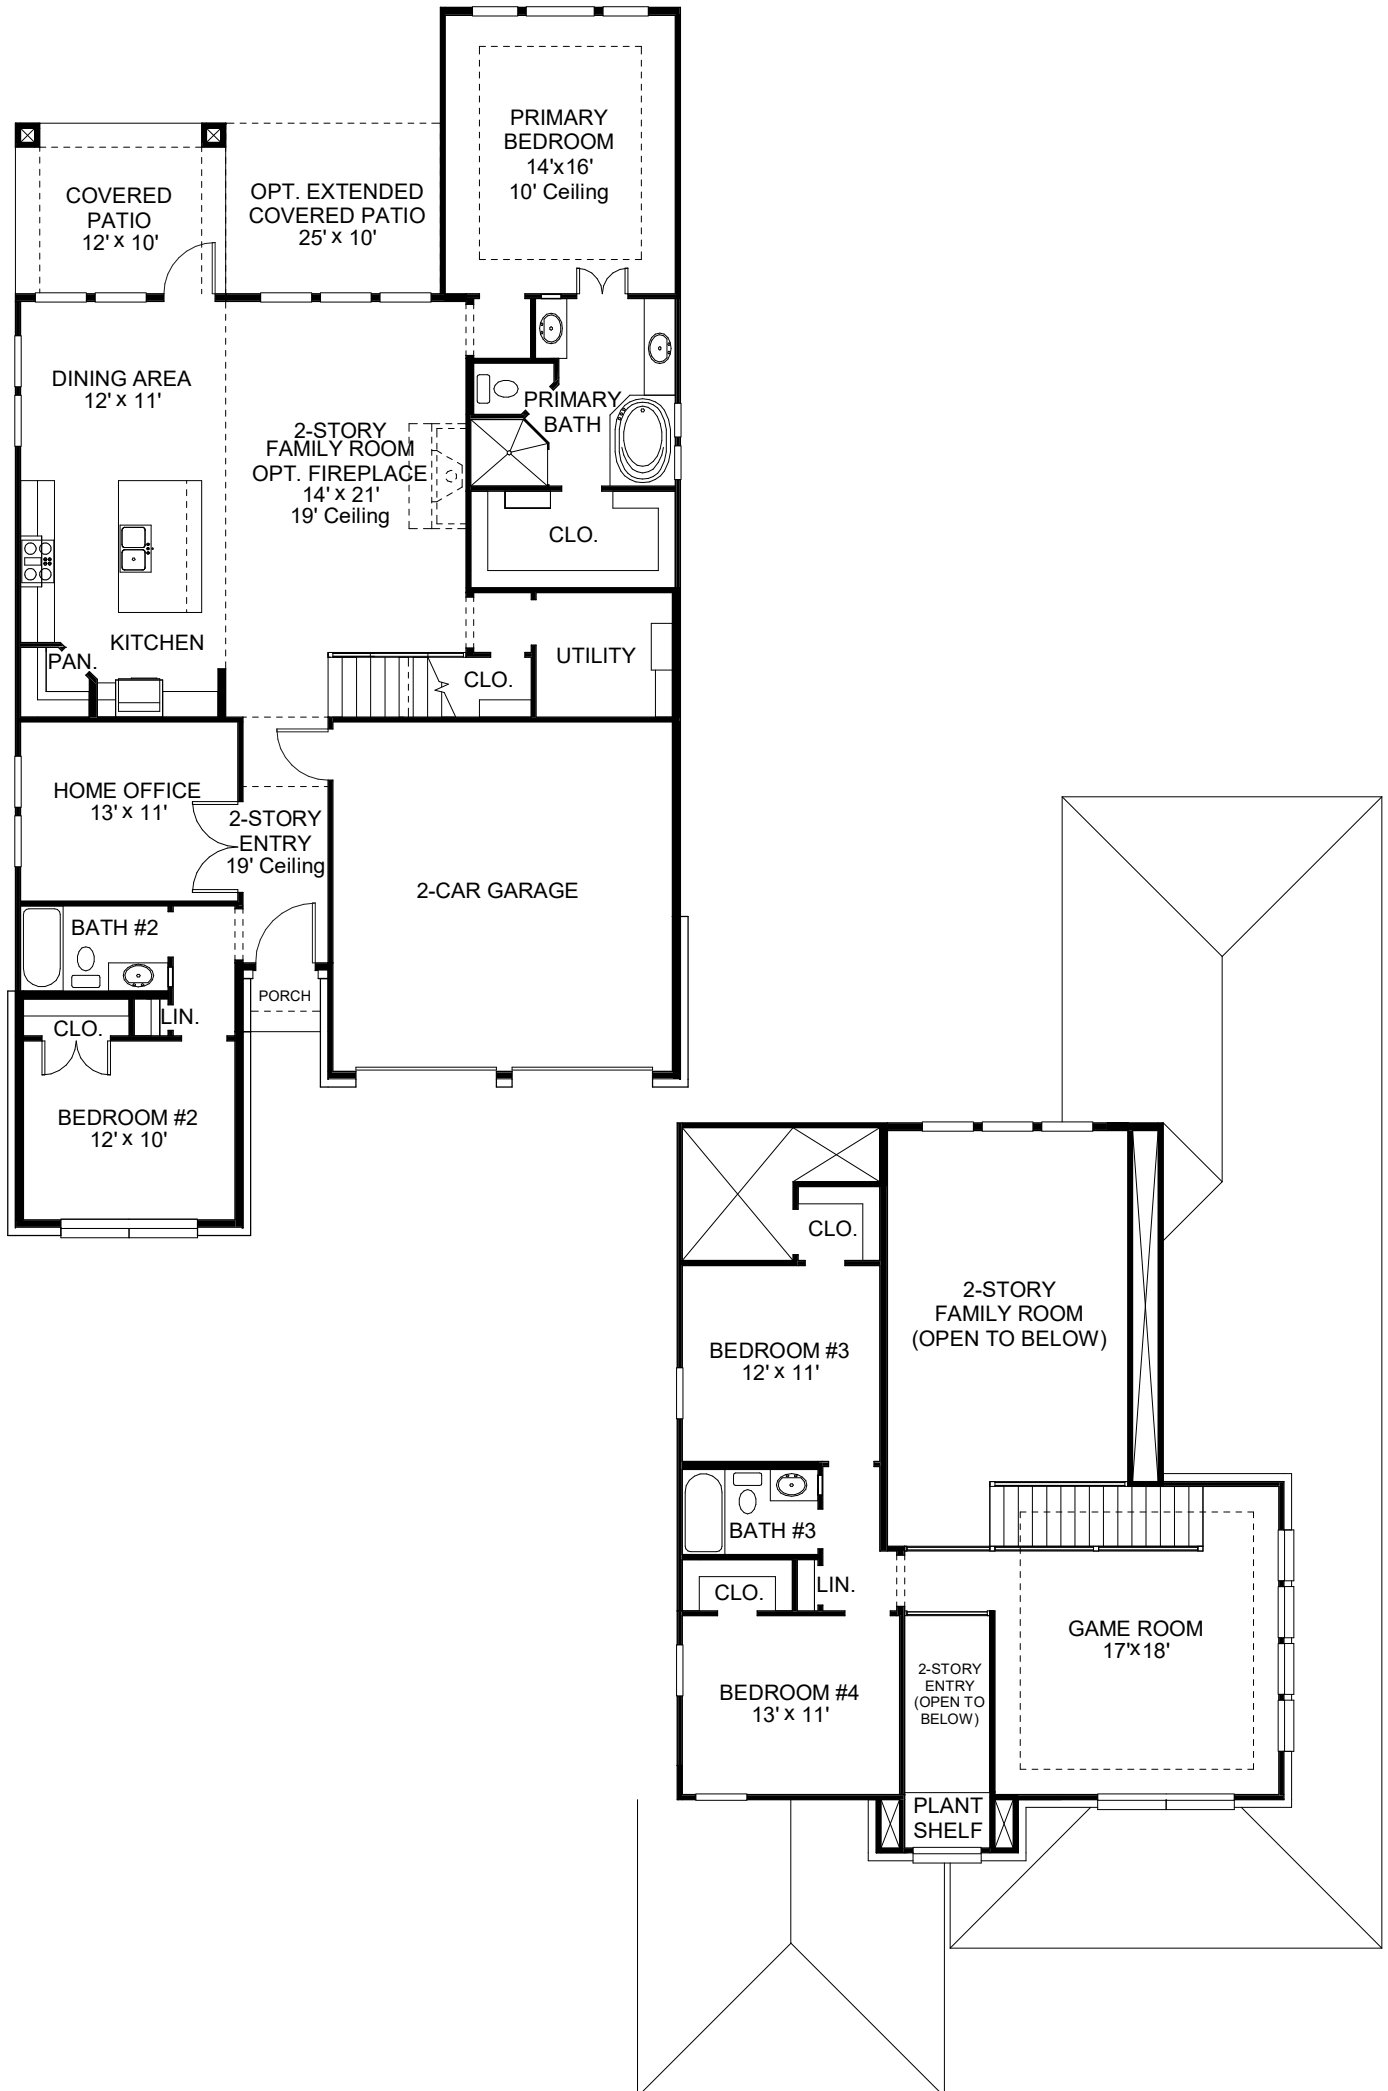 PRIMARY
BEDROOM
14'x16'
10' Ceiling
COVERED
PATIO
12' x 10'
OPT. EXTENDED
COVERED PATIO
25' x 10'
DINING AREA
12' x 11'
PRIMARY
BATH
2-STORY
FAMILY ROOM
OPT. FIREPLACE
14' x 21'
19' Ceiling
CLO.
KITCHEN
PAN.
UTILITY
CLO.
HOME OFFICE
13' x 11'
2-STORY
ENTRY
19' Ceiling
2-CAR GARAGE
BATH #2
PORCH
CLO.
LIN.
BEDROOM #2
12' x 10'
CLO.
2-STORY
FAMILY ROOM
(OPEN TO BELOW)
BEDROOM #3
12' x 11'
BATH #3
CLO.
LIN.
GAME ROOM
17'x18'
2-STORY
ENTRY
(OPEN TO
BELOW)
BEDROOM #4
13' x 11'
PLANT
SHELF